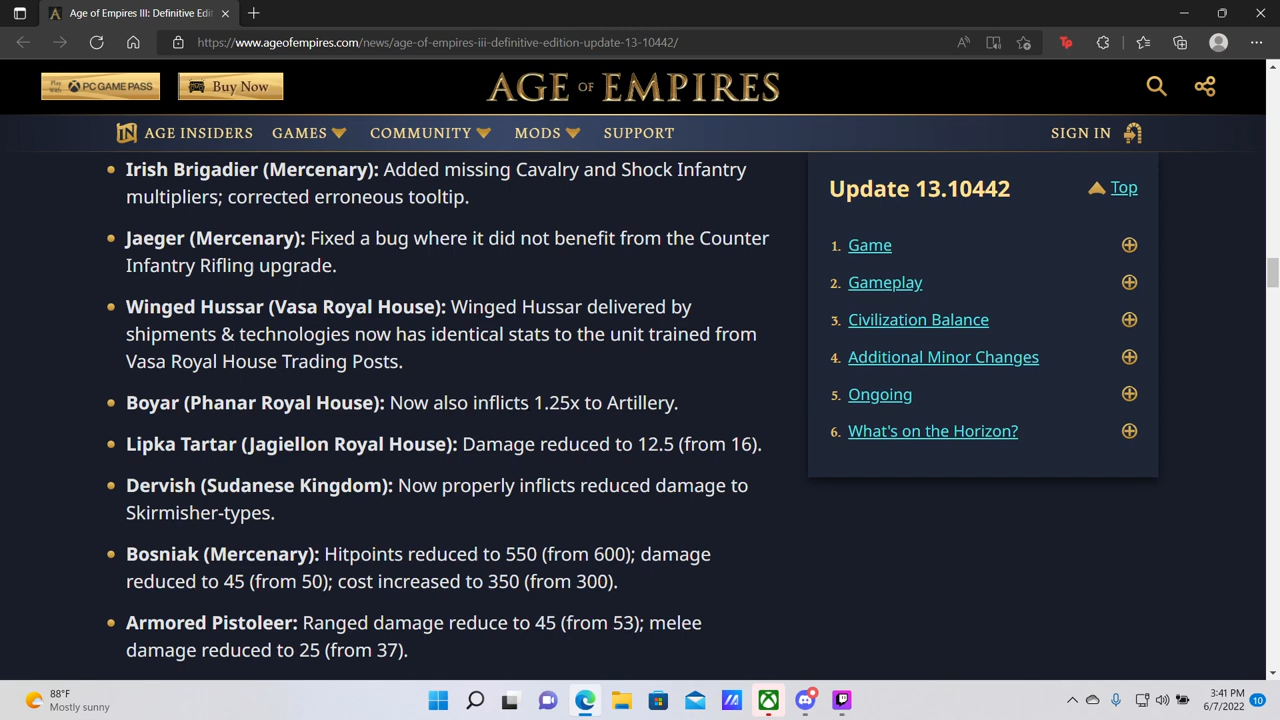 Age of Empires III: Definitive Edit
https://www.ageofempires.com/news/age-of-empires-iii-definitive-edition-update-13-10442/
Play With XBOX PC GAME PASS
Buy Now
AGE OF EMPIRES
AGE INSIDERS GAMES COMMUNITY MODS SUPPORT SIGN IN
Irish Brigadier (Mercenary): Added missing Cavalry and Shock Infantry
multipliers; corrected erroneous tooltip.
Jaeger (Mercenary): Fixed a bug where it did not benefit from the Counter
Infantry Rifling upgrade.
Winged Hussar (Vasa Royal House): Winged Hussar delivered by
shipments & technologies now has identical stats to the unit trained from
Vasa Royal House Trading Posts.
Boyar (Phanar Royal House): Now also inflicts 1.25x to Artillery.
Lipka Tartar (Jagiellon Royal House): Damage reduced to 12.5 (from 16).
Dervish (Sudanese Kingdom): Now properly inflicts reduced damage to
Skirmisher-types.
Bosniak (Mercenary): Hitpoints reduced to 550 (from 600); damage
reduced to 45 (from 50); cost increased to 350 (from 300).
Armored Pistoleer: Ranged damage reduce to 45 (from 53); melee
damage reduced to 25 (from 37).
Update 13.10442
Top
1. Game
2. Gameplay
3. Civilization Balance
4. Additional Minor Changes
5. Ongoing
6. What's on the Horizon?
88°F
Mostly sunny
3:41 PM
6/7/2022
10